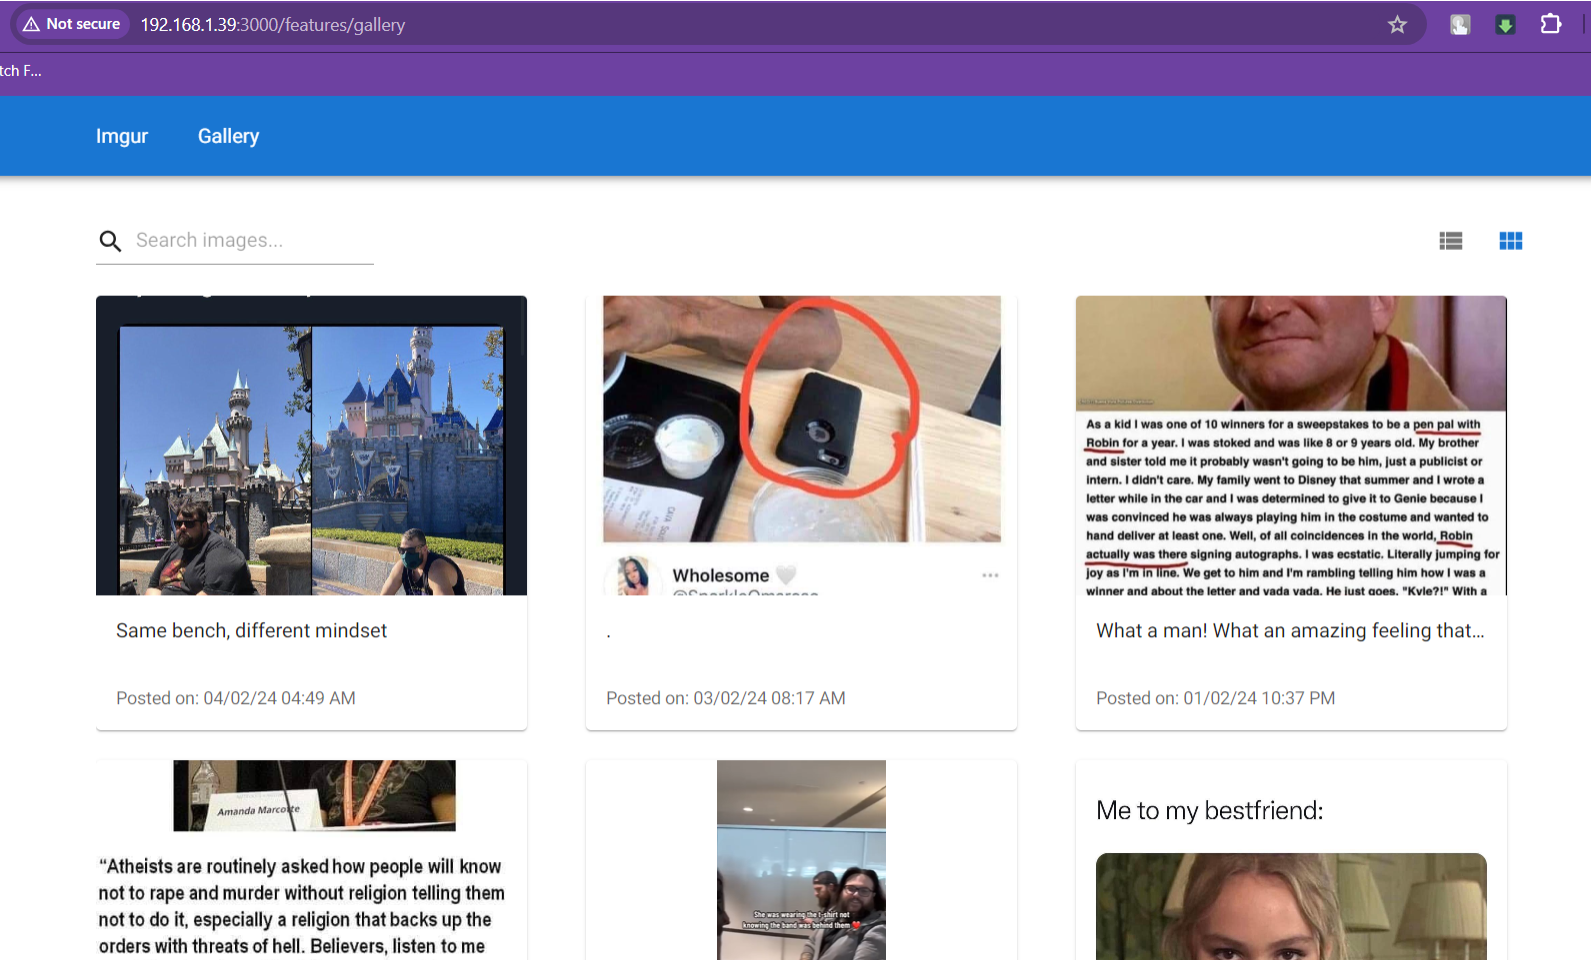 Not secure
192.168.1.39:3000/features/gallery
tch F...
Imgur
Gallery
Search images...
Same bench, different mindset
Posted on: 04/02/24 04:49 AM
Wholesome
.
Posted on: 03/02/24 08:17 AM
As a kid I was one of 10 winners for a sweepstakes to be a pen pal with
Robin for a year. I was stoked and was like 8 or 9 years old. My brother
and sister told me it probably wasn't going to be him, just a publicist or
intern. I didn't care. My family went to Disney that summer and I wrote a
letter while in the car and I was determined to give it to Genie because I
was convinced he was always playing him in the costume and wanted to
hand deliver at least one. Well, of all coincidences in the world, Robin
actually was there signing autographs. I was ecstatic. Literally jumping for
joy as I'm in line. We get to him and I'm rambling telling him how I was a
winner and about the letter and yada yada. He just goes, "Kyle?!" With a
What a man! What an amazing feeling that...
Posted on: 01/02/24 10:37 PM
Amanda Marcotte
“Atheists are routinely asked how people will know
not to rape and murder without religion telling them
not to do it, especially a religion that backs up the
orders with threats of hell. Believers, listen to me
She was wearing the t-shirt not
knowing the band was behind them
Me to my bestfriend: